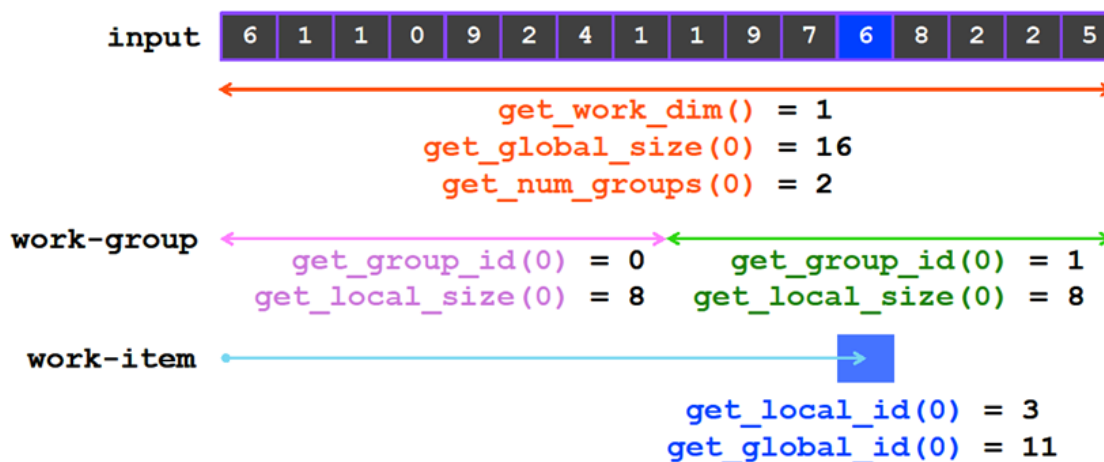 input 6 1 1 0 9 2 4 1 1 9 7 6 8 2 2 5
get_work_dim() = 1
get_global_size(0) = 16
get_num_groups(0) = 2
work-group
get_group_id(0) = 0 get_group_id(0) = 1
get_local_size(0) = 8 get_local_size(0) = 8
work-item
get_local_id(0) = 3
get_global_id(0) = 11